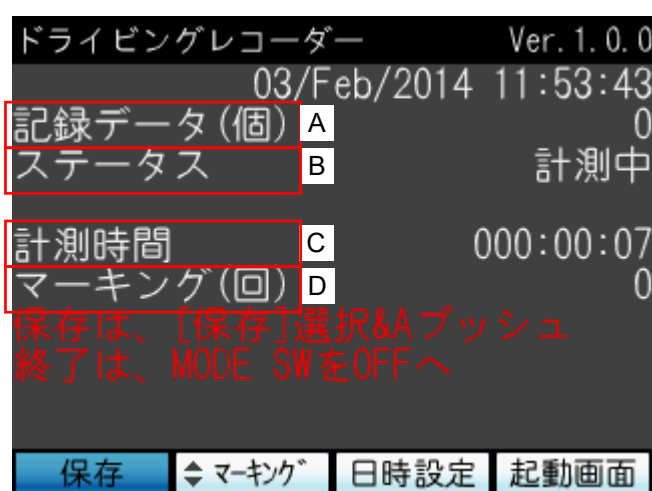 ドライビングレコーダー Ver.1.0.0
03/Feb/2014 11:53:43
記録データ(個) A 0
ステータス B 計測中
計測時間 C 000:00:07
マーキング(回) D 0
保存は、[保存]選択&Aプッシュ
終了は、MODE SWをOFFへ
保存 マーキング 日時設定 起動画面